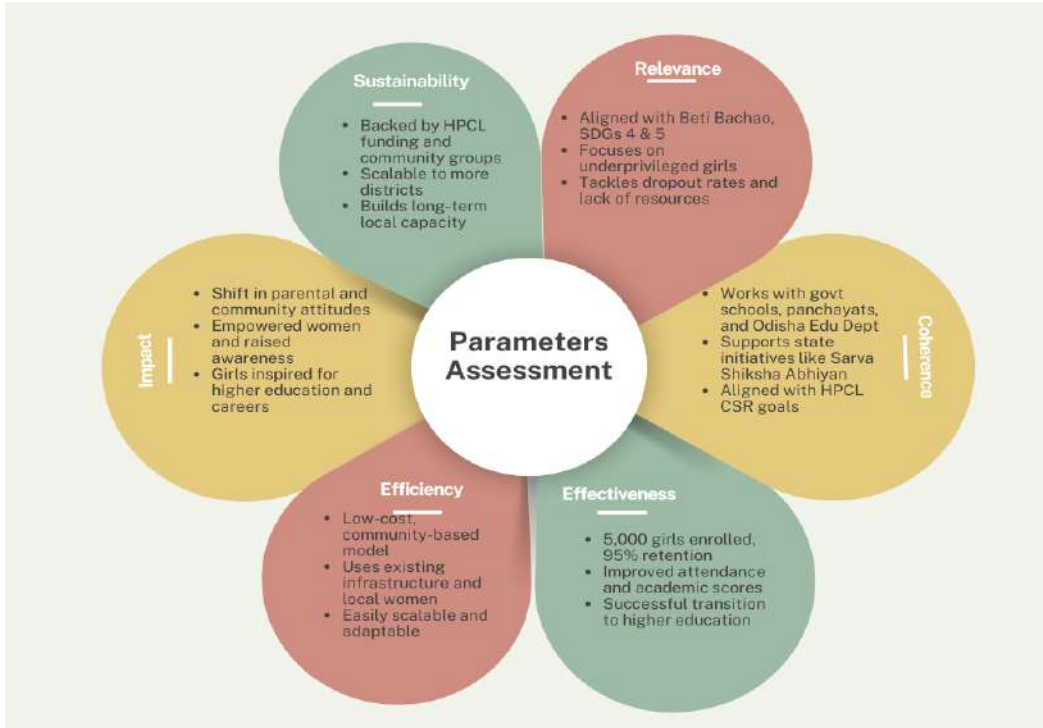 Parameters
Assessment
Sustainability
• Backed by HPCL
funding and
community groups
• Scalable to more
districts
• Builds long-term
local capacity
Relevance
• Aligned with Beti Bachao,
SDGs 4 & 5
• Focuses on
underprivileged girls
• Tackles dropout rates and
lack of resources
Impact
• Shift in parental and
community attitudes
• Empowered women
and raised
awareness
• Girls inspired for
higher education and
careers
Coherence
• Works with govt
schools, panchayats,
and Odisha Edu Dept
• Supports state
initiatives like Sarva
Shiksha Abhiyan
• Aligned with HPCL
CSR goals
Efficiency
• Low-cost,
community-based
model
• Uses existing
infrastructure and
local women
• Easily scalable and
adaptable
Effectiveness
• 5,000 girls enrolled,
95% retention
• Improved attendance
and academic scores
• Successful transition
to higher education